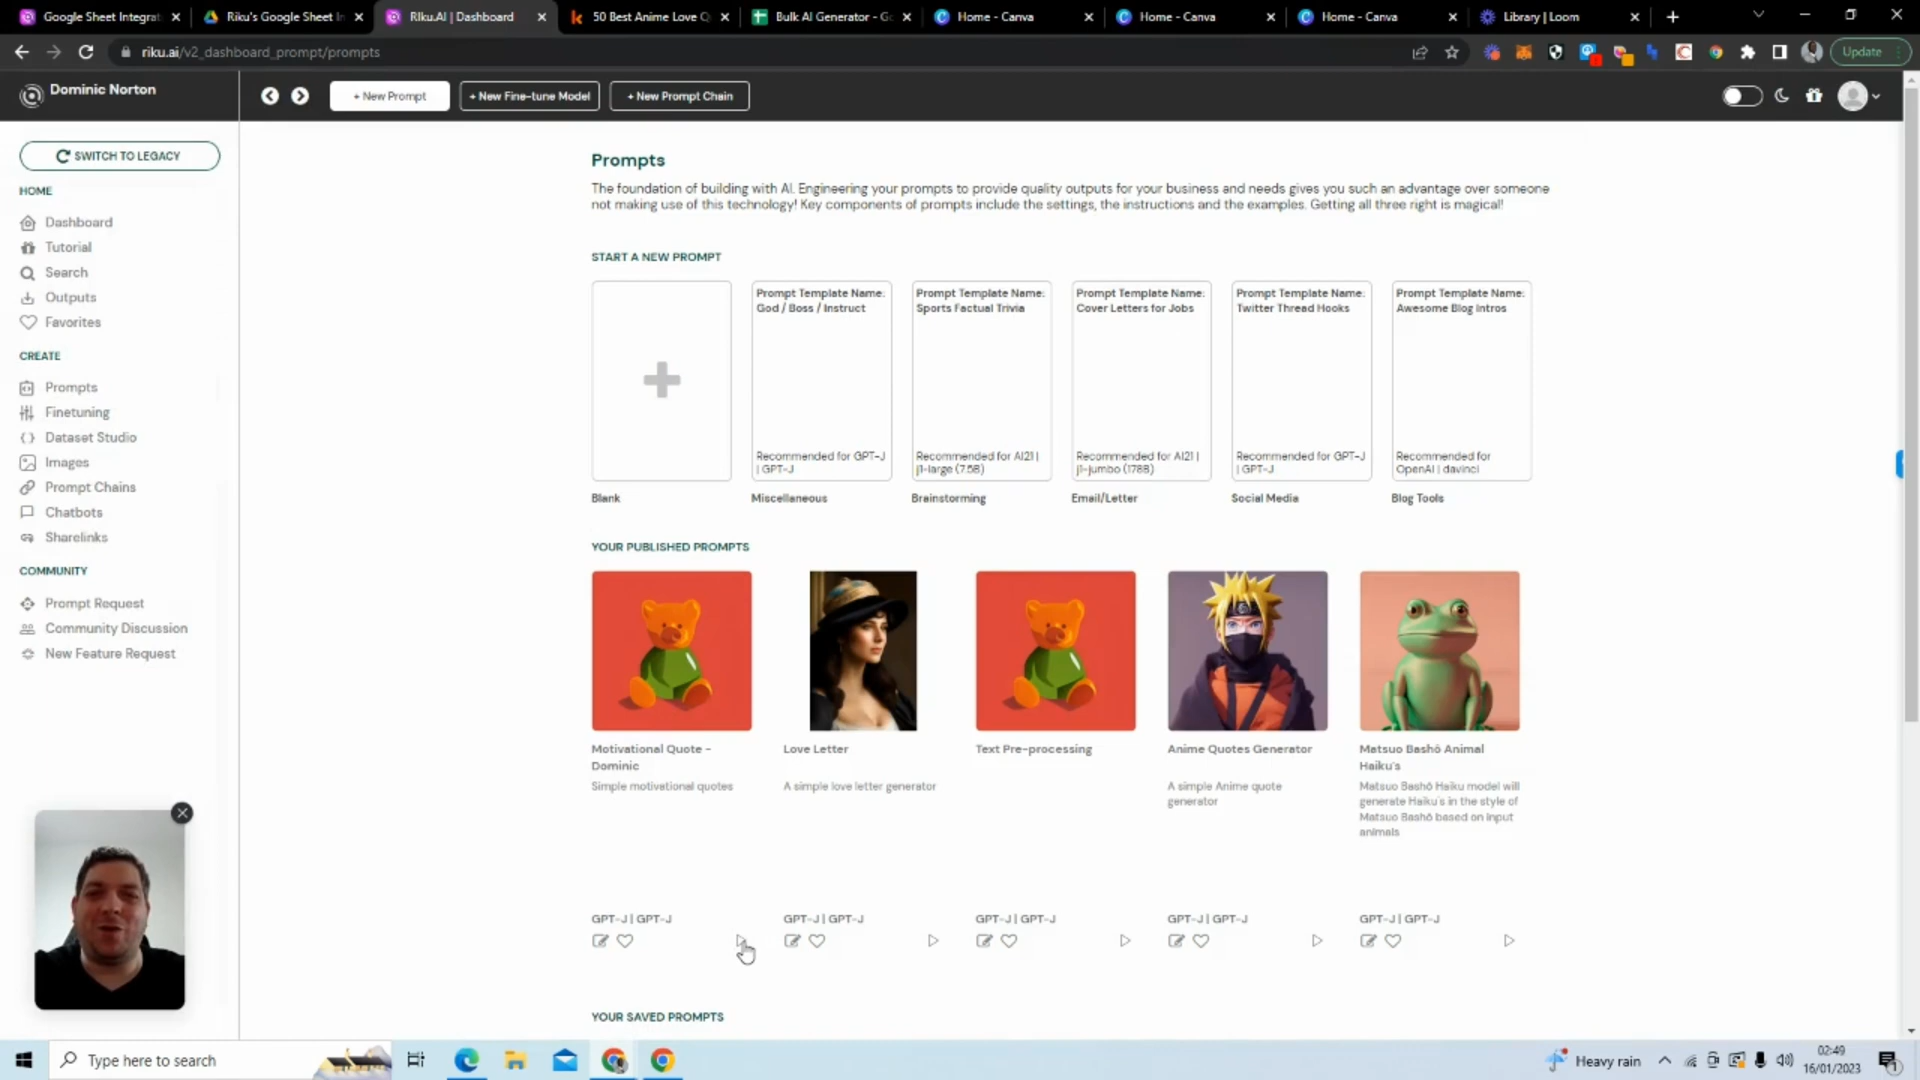 Google Sheet Integrat
Riku's Google Sheet In
RIku.AI | Dashboard
50 Best Anime Love Q
Bulk AI Generator - Go
Home - Canva
Home - Canva
Home - Canva
Library | Loom
riku.ai/v2_dashboard_prompt/prompts
Update
Dominic Norton
+ New Prompt
+ New Fine-tune Model
+ New Prompt Chain
SWITCH TO LEGACY
HOME
Dashboard
Tutorial
Search
Outputs
Favorites
CREATE
Prompts
Finetuning
Dataset Studio
Images
Prompt Chains
Chatbots
Sharelinks
COMMUNITY
Prompt Request
Community Discussion
New Feature Request
Prompts
The foundation of building with AI. Engineering your prompts to provide quality outputs for your business and needs gives you such an advantage over someone
not making use of this technology! Key components of prompts include the settings, the instructions and the examples. Getting all three right is magical!
START A NEW PROMPT
Blank
Prompt Template Name:
God / Boss / Instruct
Recommended for GPT-J
| GPT-J
Miscellaneous
Prompt Template Name:
Sports Factual Trivia
Recommended for AI21 |
j1-large (7.5B)
Brainstorming
Prompt Template Name:
Cover Letters for Jobs
Recommended for AI21 |
j1-jumbo (178B)
Email/Letter
Prompt Template Name:
Twitter Thread Hooks
Recommended for GPT-J
| GPT-J
Social Media
Prompt Template Name:
Awesome Blog Intros
Recommended for
OpenAI | davinci
Blog Tools
YOUR PUBLISHED PROMPTS
Motivational Quote -
Dominic
Simple motivational quotes
GPT-J | GPT-J
Love Letter
A simple love letter generator
GPT-J | GPT-J
Text Pre-processing
GPT-J | GPT-J
Anime Quotes Generator
A simple Anime quote
generator
GPT-J | GPT-J
Matsuo Bashō Animal
Haiku's
Matsuo Bashō Haiku model will
generate Haiku's in the style of
Matsuo Bashō based on input
animals
GPT-J | GPT-J
YOUR SAVED PROMPTS
Type here to search
Heavy rain
02:49
16/01/2023
1